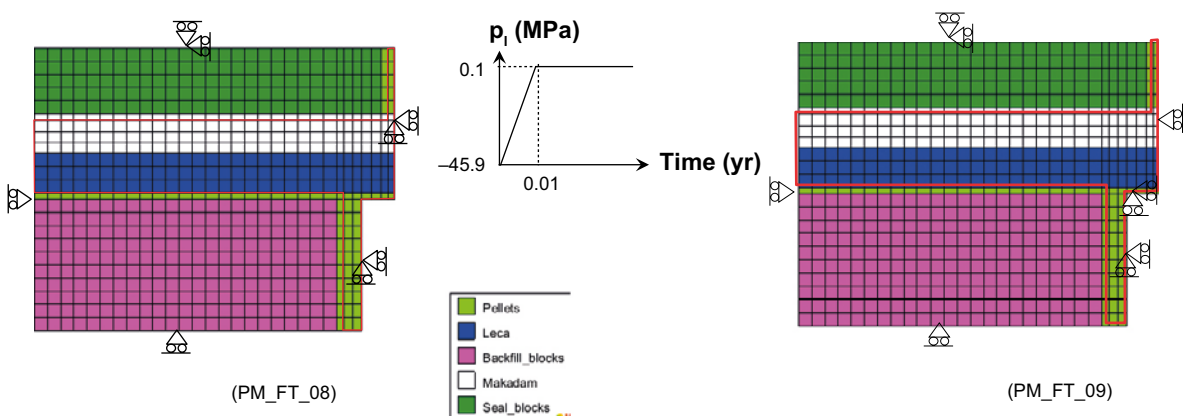 p_l (MPa)
0.1
–45.9
0.01
Time (yr)
Pellets
Leca
Backfill_blocks
Makadam
Seal_blocks
(PM_FT_08)
(PM_FT_09)